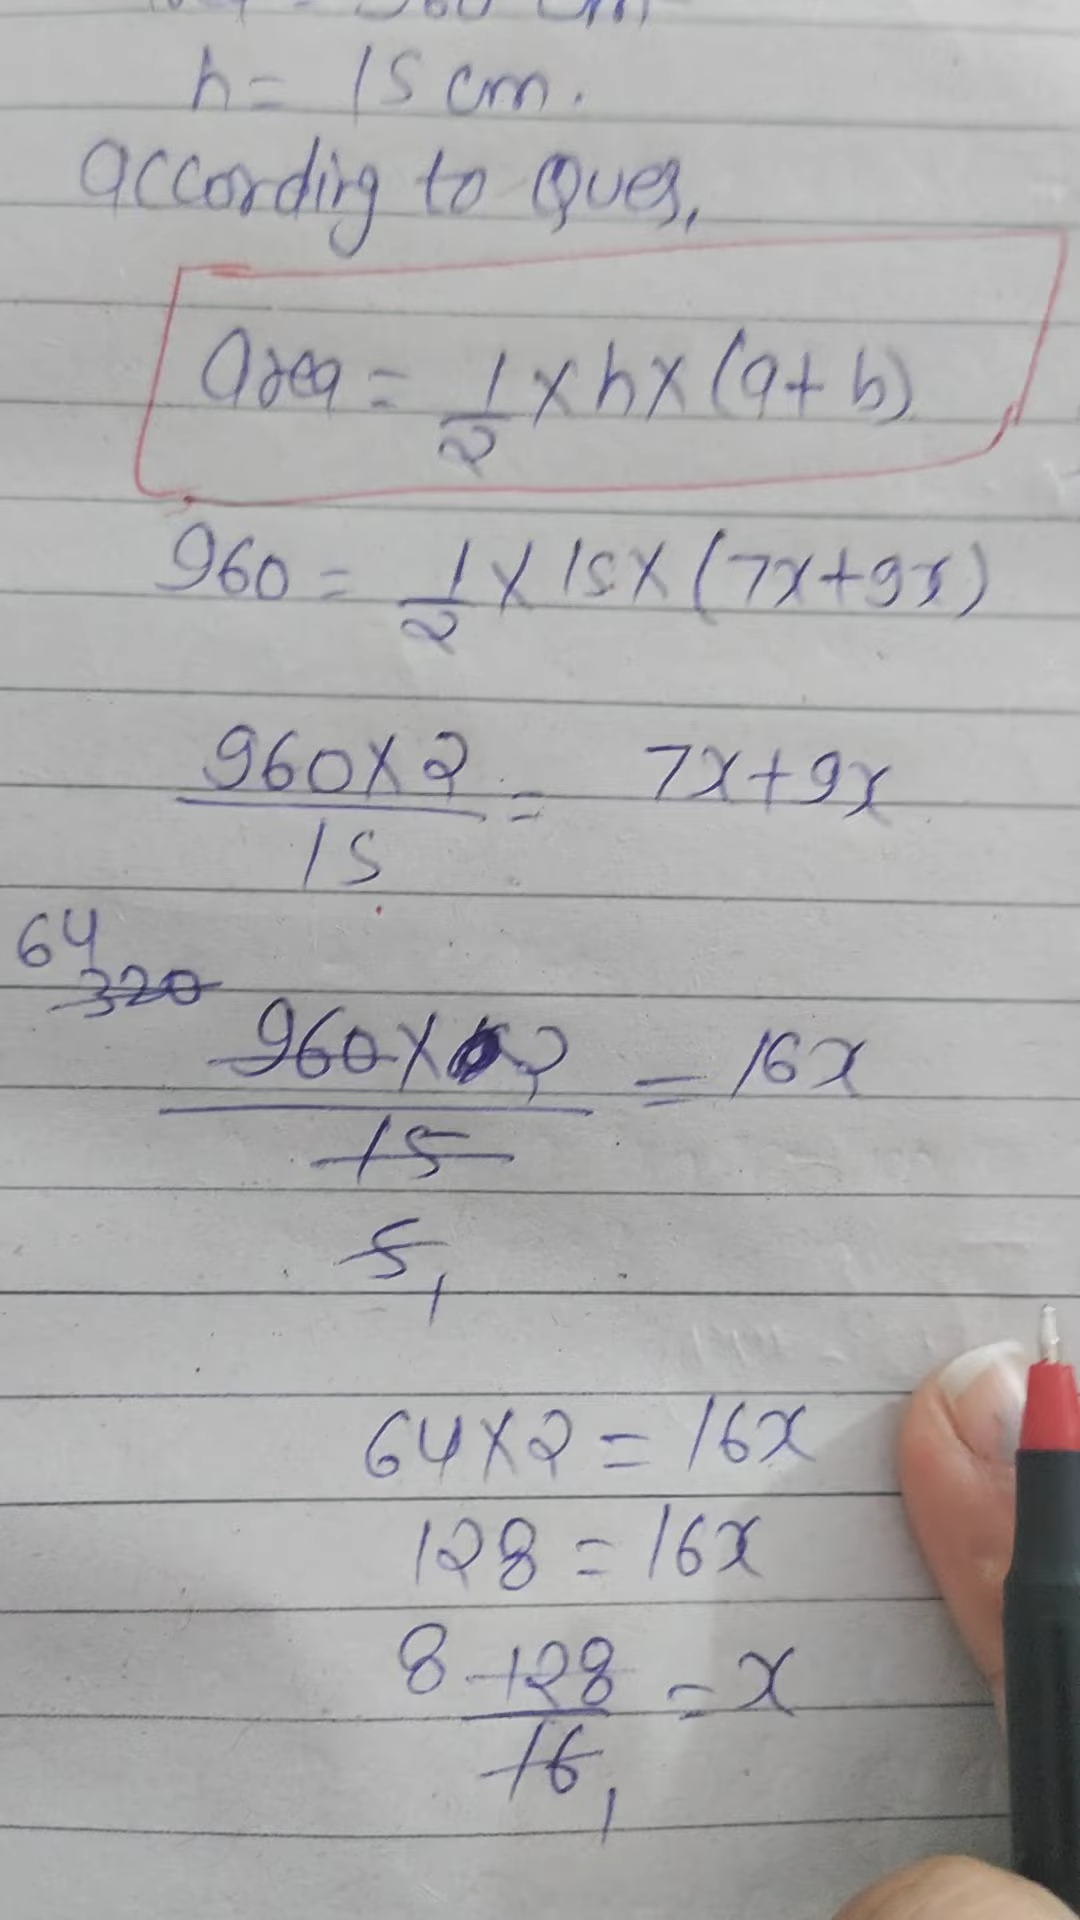 h = 15 cm.
according to Ques,
area = 1/2 × h × (a + b)
960 = 1/2 × 15 × (7x + 9x)
960 × 2 / 15 = 7x + 9x
64
320
960 × 2 / 15 = 16x
5, 1
64 × 2 = 16x
128 = 16x
8 128 / 16, 1 = x